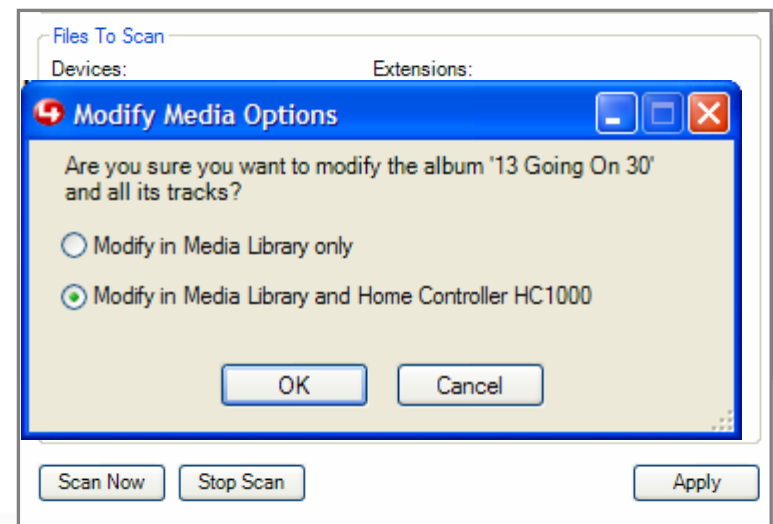 Files To Scan
Devices: Extensions:
Modify Media Options
Are you sure you want to modify the album '13 Going On 30'
and all its tracks?
Modify in Media Library only
Modify in Media Library and Home Controller HC1000
OK Cancel
Scan Now Stop Scan Apply